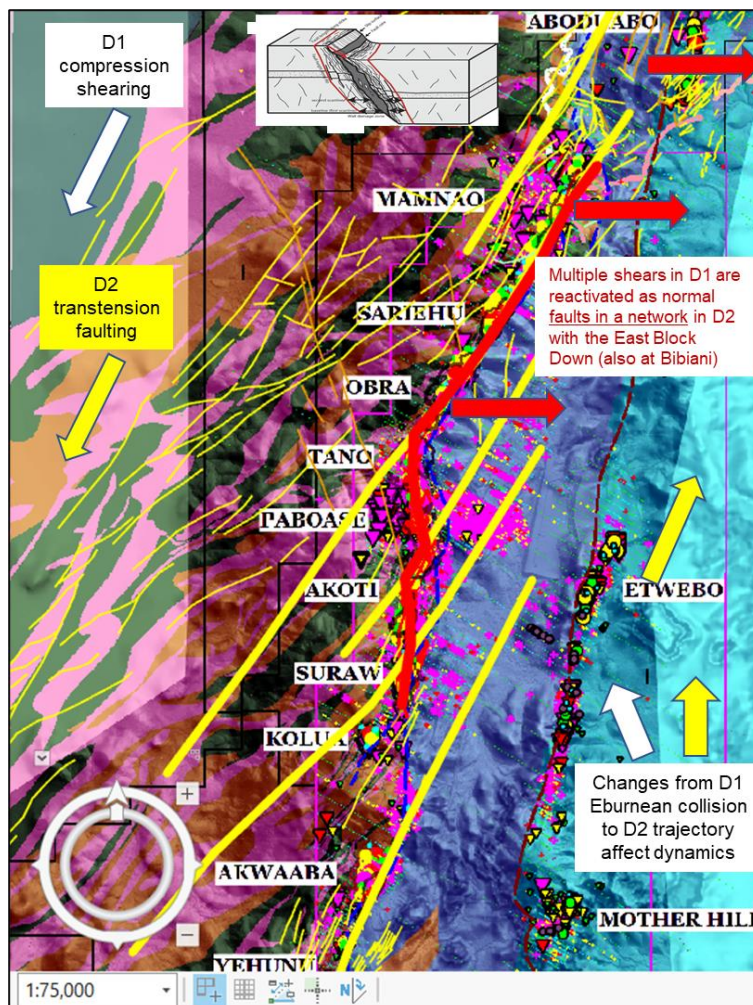 ABODUABO
D1
compression
shearing
MAMNAO
D2
transtension
faulting
Multiple shears in D1 are
reactivated as normal
faults in a network in D2
with the East Block
Down (also at Bibiani)
SARIEHU
OBRA
TANO
PABOASE
AKOTI
ETWEBO
SURAW
KOLUA
Changes from D1
Eburnean collision
to D2 trajectory
affect dynamics
AKWAABA
MOTHER HILL
YEHUNU
1:75,000
N